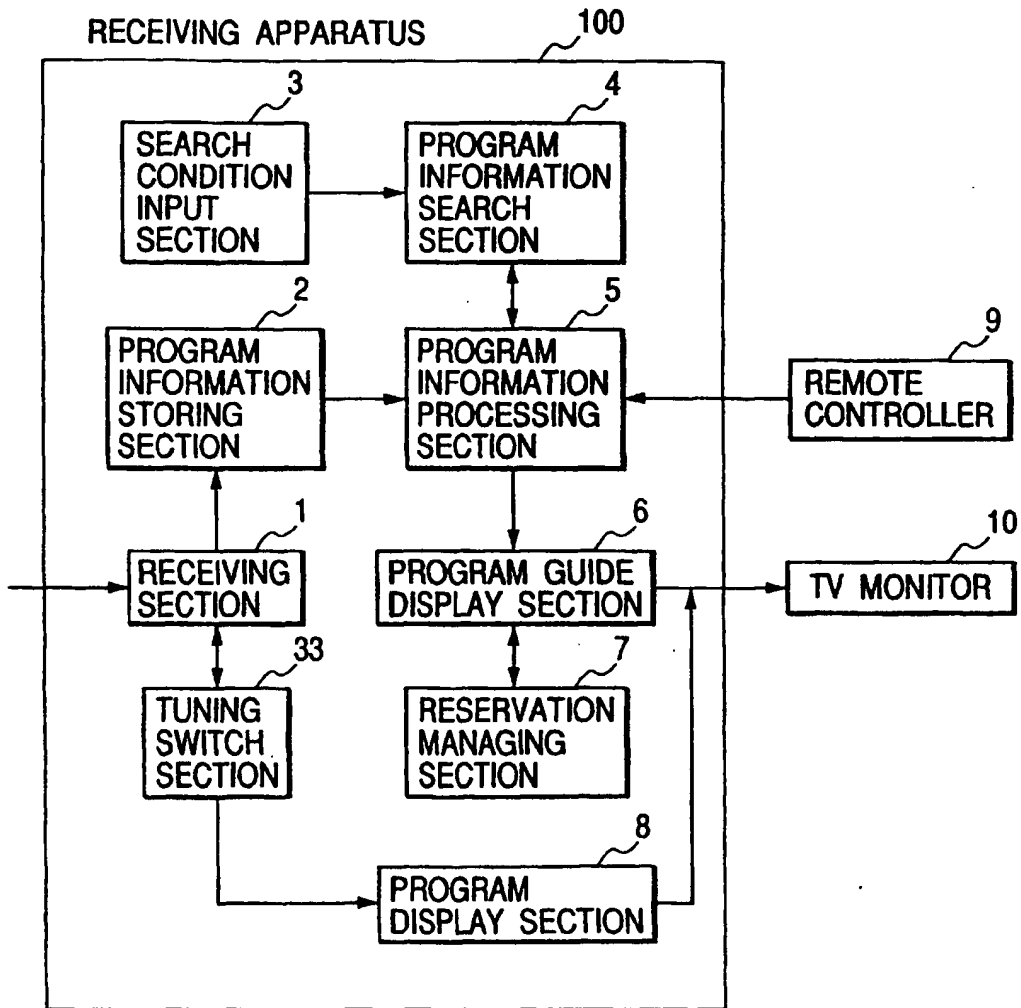 RECEIVING APPARATUS
100
3
SEARCH
CONDITION
INPUT
SECTION
4
PROGRAM
INFORMATION
SEARCH
SECTION
2
PROGRAM
INFORMATION
STORING
SECTION
5
PROGRAM
INFORMATION
PROCESSING
SECTION
9
REMOTE
CONTROLLER
1
RECEIVING
SECTION
6
PROGRAM GUIDE
DISPLAY SECTION
10
TV MONITOR
33
TUNING
SWITCH
SECTION
7
RESERVATION
MANAGING
SECTION
8
PROGRAM
DISPLAY SECTION